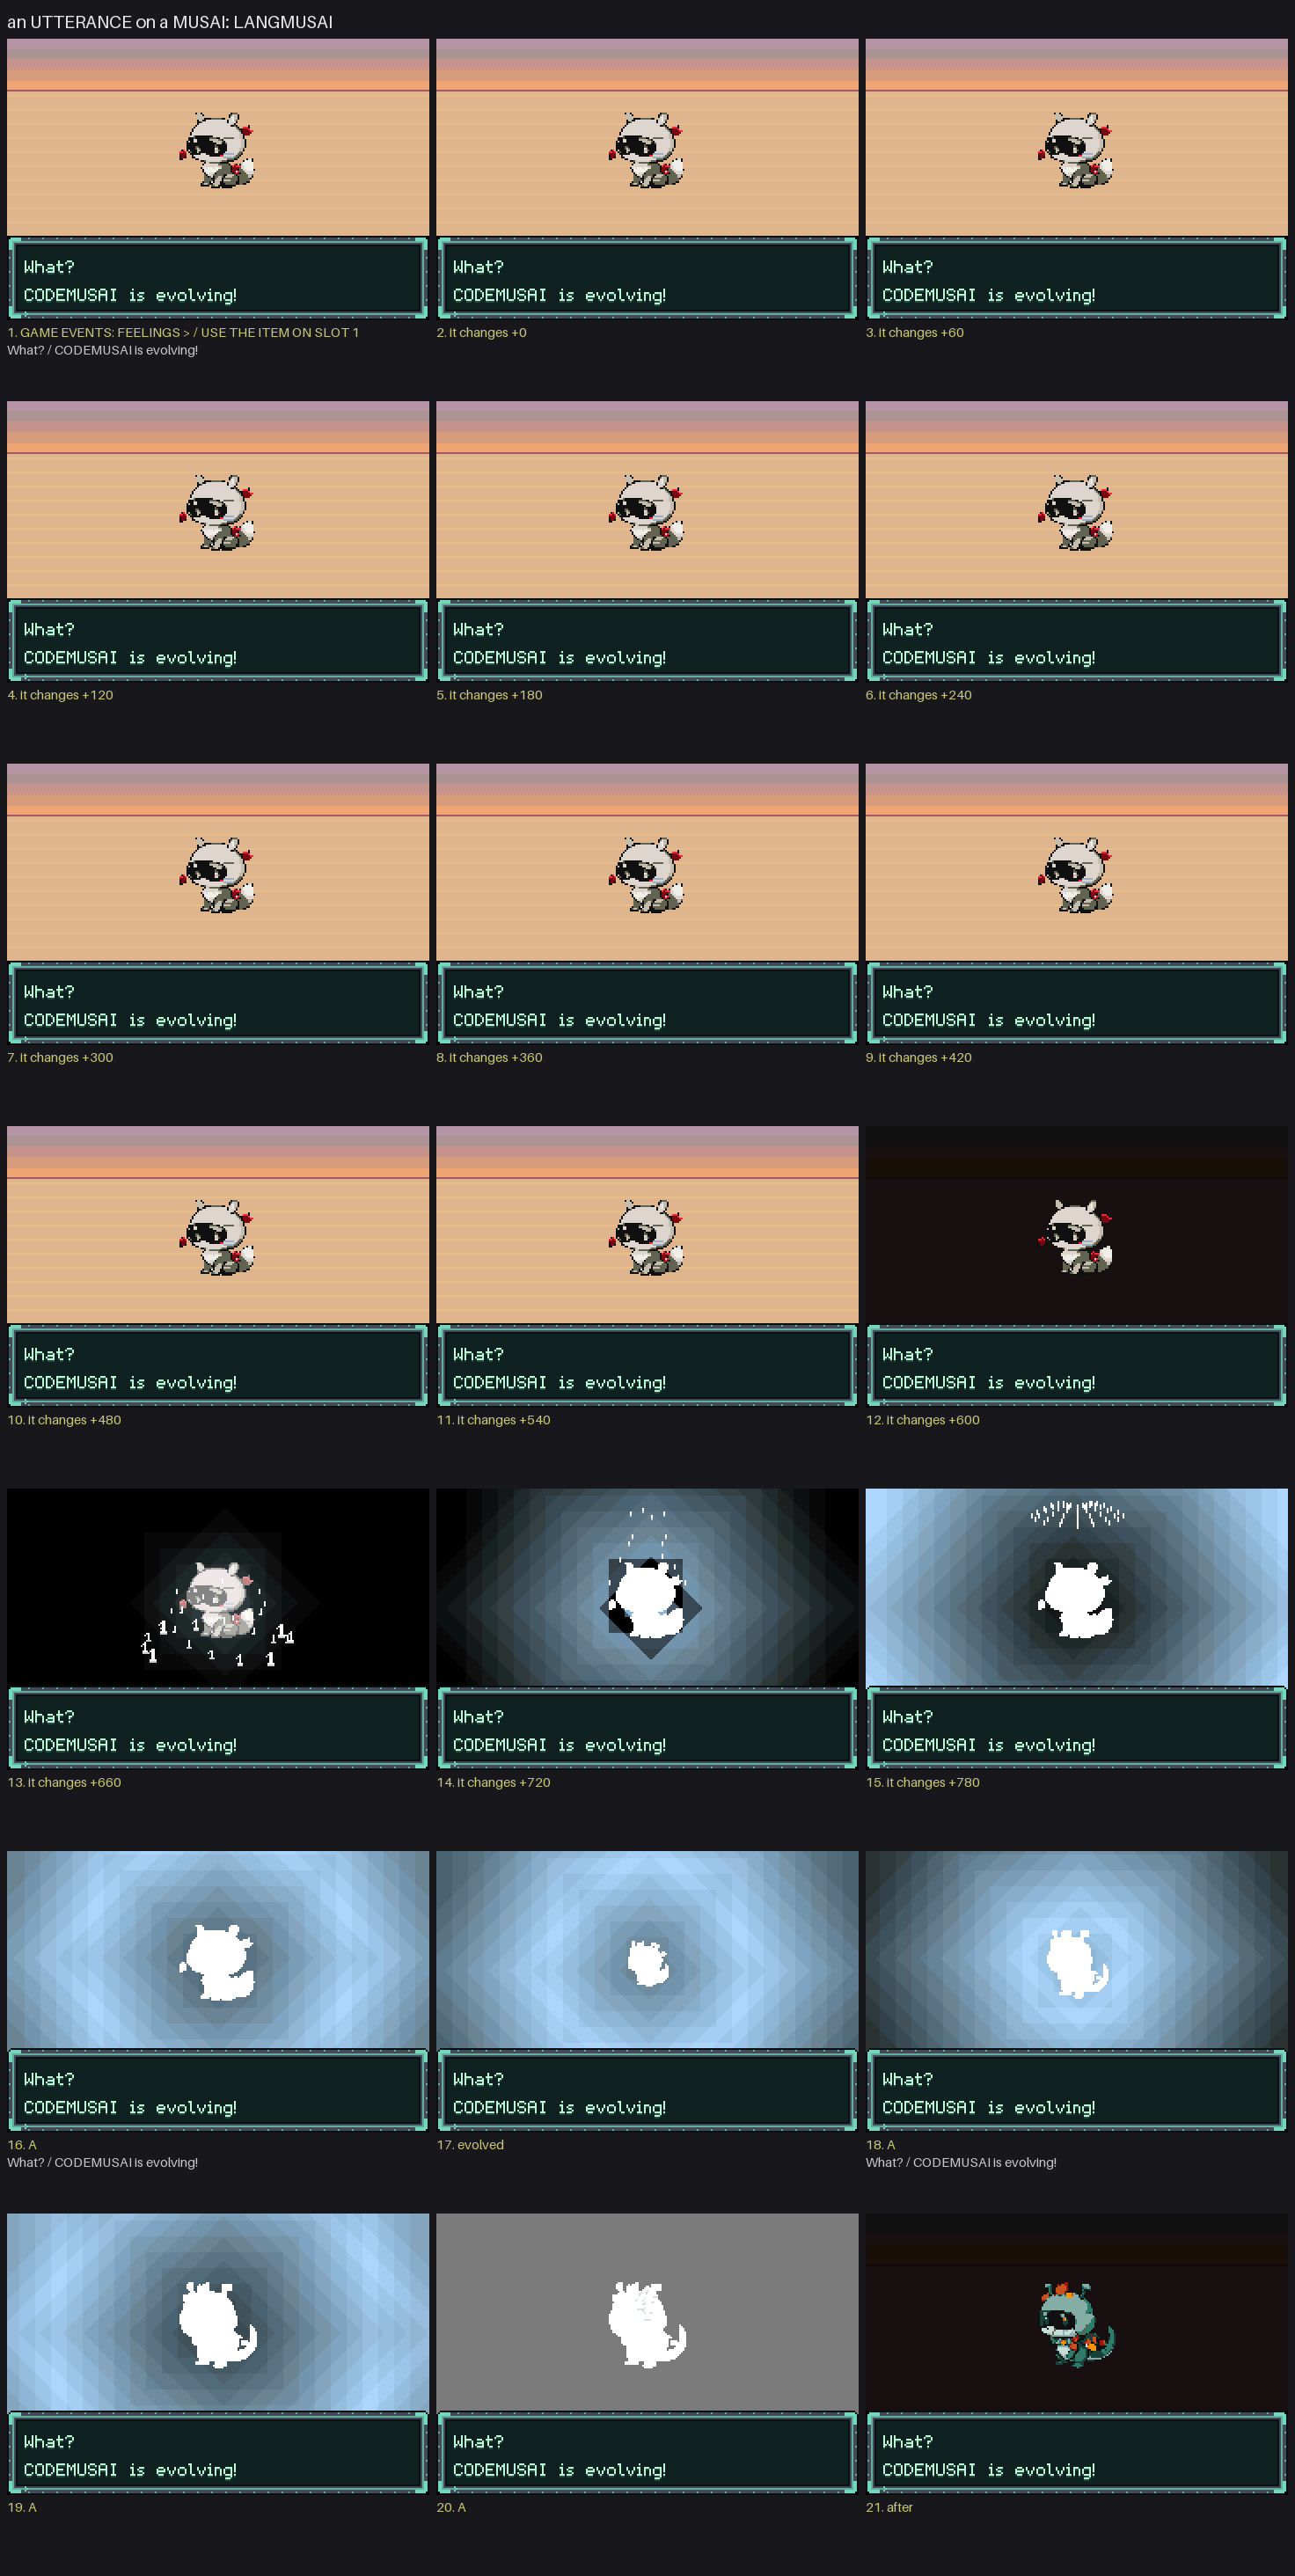 an UTTERANCE on a MUSAI: LANGMUSAI
What?
CODEMUSAI is evolving!
1. GAME EVENTS: FEELINGS > / USE THE ITEM ON SLOT 1
What? / CODEMUSAI is evolving!
What?
CODEMUSAI is evolving!
2. it changes +0
What?
CODEMUSAI is evolving!
3. it changes +60
What?
CODEMUSAI is evolving!
4. it changes +120
What?
CODEMUSAI is evolving!
5. it changes +180
What?
CODEMUSAI is evolving!
6. it changes +240
What?
CODEMUSAI is evolving!
7. it changes +300
What?
CODEMUSAI is evolving!
8. it changes +360
What?
CODEMUSAI is evolving!
9. it changes +420
What?
CODEMUSAI is evolving!
10. it changes +480
What?
CODEMUSAI is evolving!
11. it changes +540
What?
CODEMUSAI is evolving!
12. it changes +600
What?
CODEMUSAI is evolving!
13. it changes +660
What?
CODEMUSAI is evolving!
14. it changes +720
What?
CODEMUSAI is evolving!
15. it changes +780
What?
CODEMUSAI is evolving!
16. A
What? / CODEMUSAI is evolving!
What?
CODEMUSAI is evolving!
17. evolved
What?
CODEMUSAI is evolving!
18. A
What? / CODEMUSAI is evolving!
What?
CODEMUSAI is evolving!
19. A
What?
CODEMUSAI is evolving!
20. A
What?
CODEMUSAI is evolving!
21. after